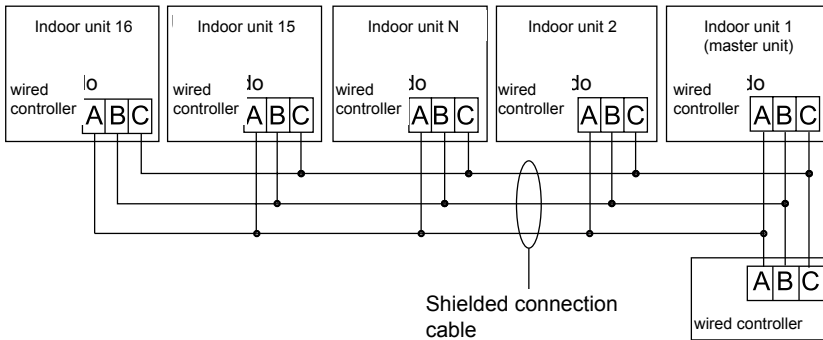 Indoor unit 16
Indoor unit 15
Indoor unit N
Indoor unit 2
Indoor unit 1
(master unit)
wired
controller
A B C
wired
controller
A B C
wired
controller
A B C
wired
controller
A B C
wired
controller
A B C
Shielded connection
cable
A B C
wired controller